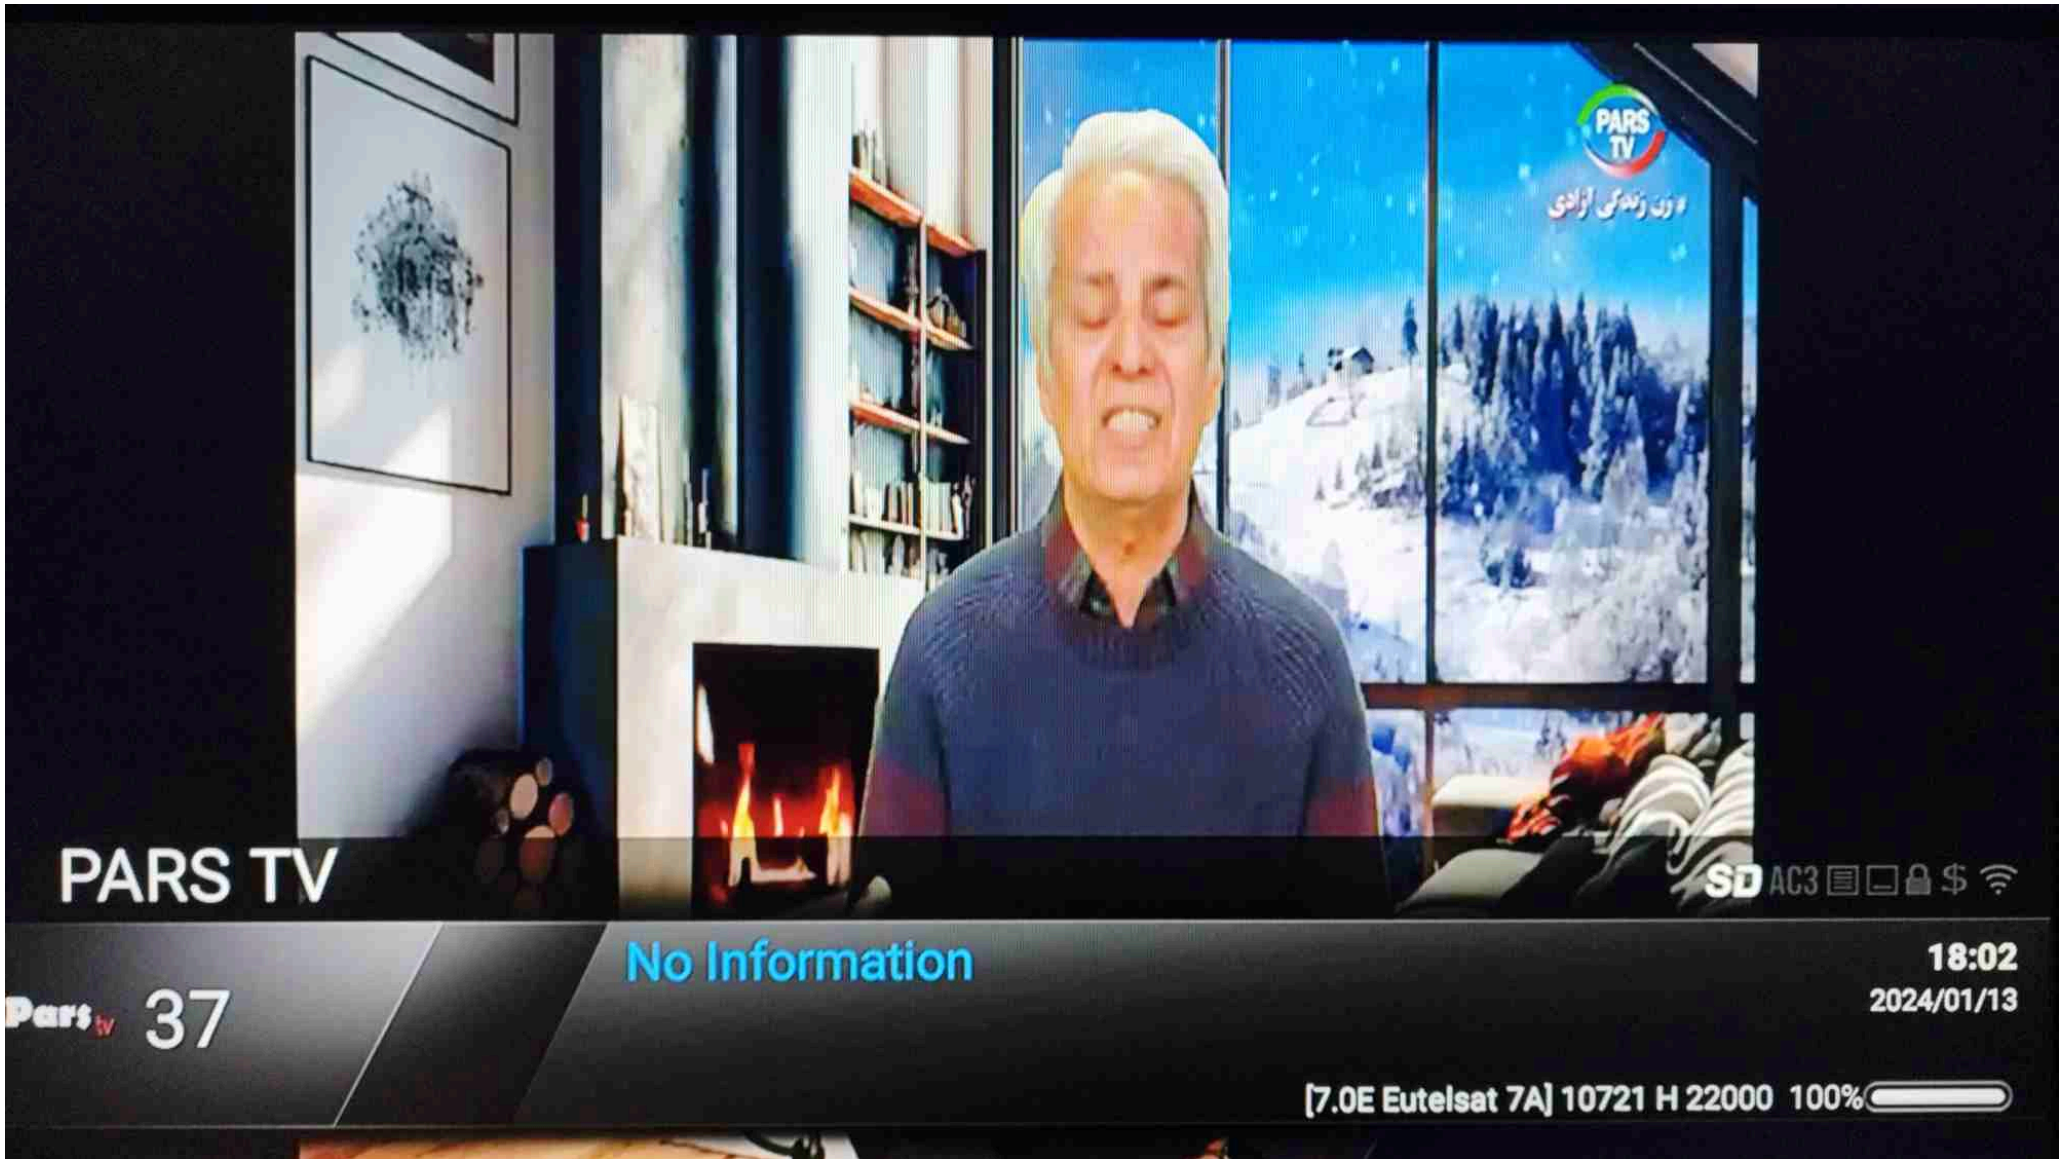 PARS
TV
# زن زندگی آزادی
PARS TV
SD AC3 $
No Information
18:02
Pars tv 37
2024/01/13
[7.0E Eutelsat 7A] 10721 H 22000 100%